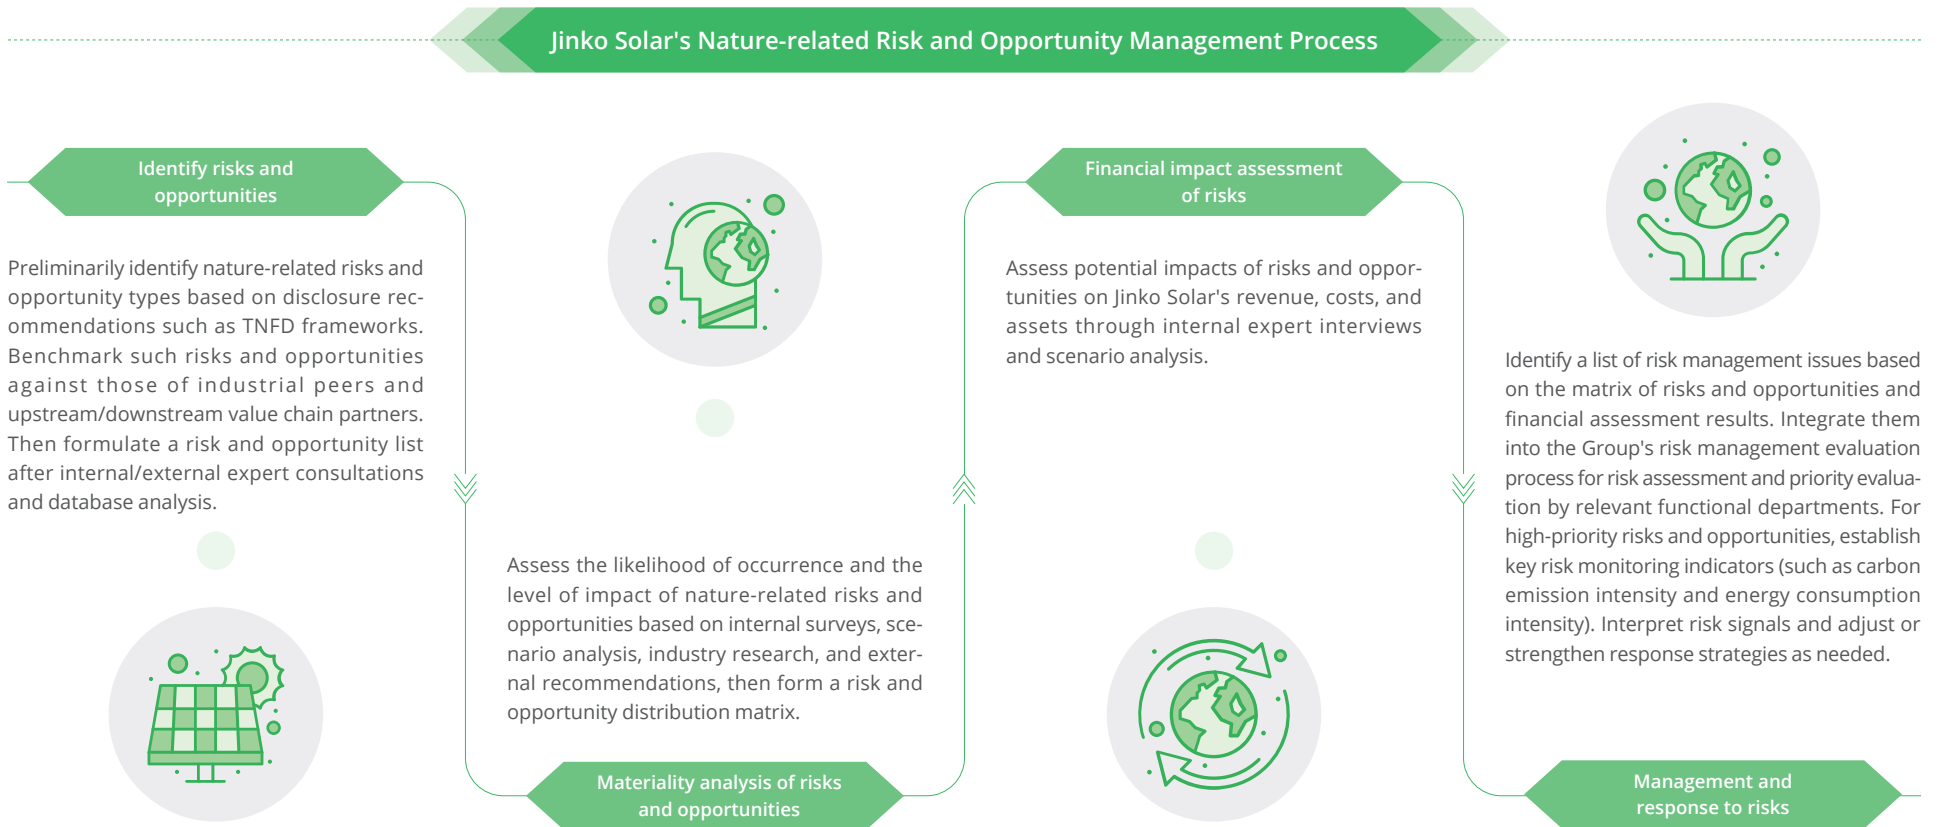 Jinko Solar's Nature-related Risk and Opportunity Management Process
Identify risks and
opportunities
Preliminarily identify nature-related risks and
opportunity types based on disclosure rec-
ommendations such as TNFD frameworks.
Benchmark such risks and opportunities
against those of industrial peers and
upstream/downstream value chain partners.
Then formulate a risk and opportunity list
after internal/external expert consultations
and database analysis.
Assess the likelihood of occurrence and the
level of impact of nature-related risks and
opportunities based on internal surveys, sce-
nario analysis, industry research, and exter-
nal recommendations, then form a risk and
opportunity distribution matrix.
Materiality analysis of risks
and opportunities
Financial impact assessment
of risks
Assess potential impacts of risks and oppor-
tunities on Jinko Solar's revenue, costs, and
assets through internal expert interviews
and scenario analysis.
Identify a list of risk management issues based
on the matrix of risks and opportunities and
financial assessment results. Integrate them
into the Group's risk management evaluation
process for risk assessment and priority evalua-
tion by relevant functional departments. For
high-priority risks and opportunities, establish
key risk monitoring indicators (such as carbon
emission intensity and energy consumption
intensity). Interpret risk signals and adjust or
strengthen response strategies as needed.
Management and
response to risks